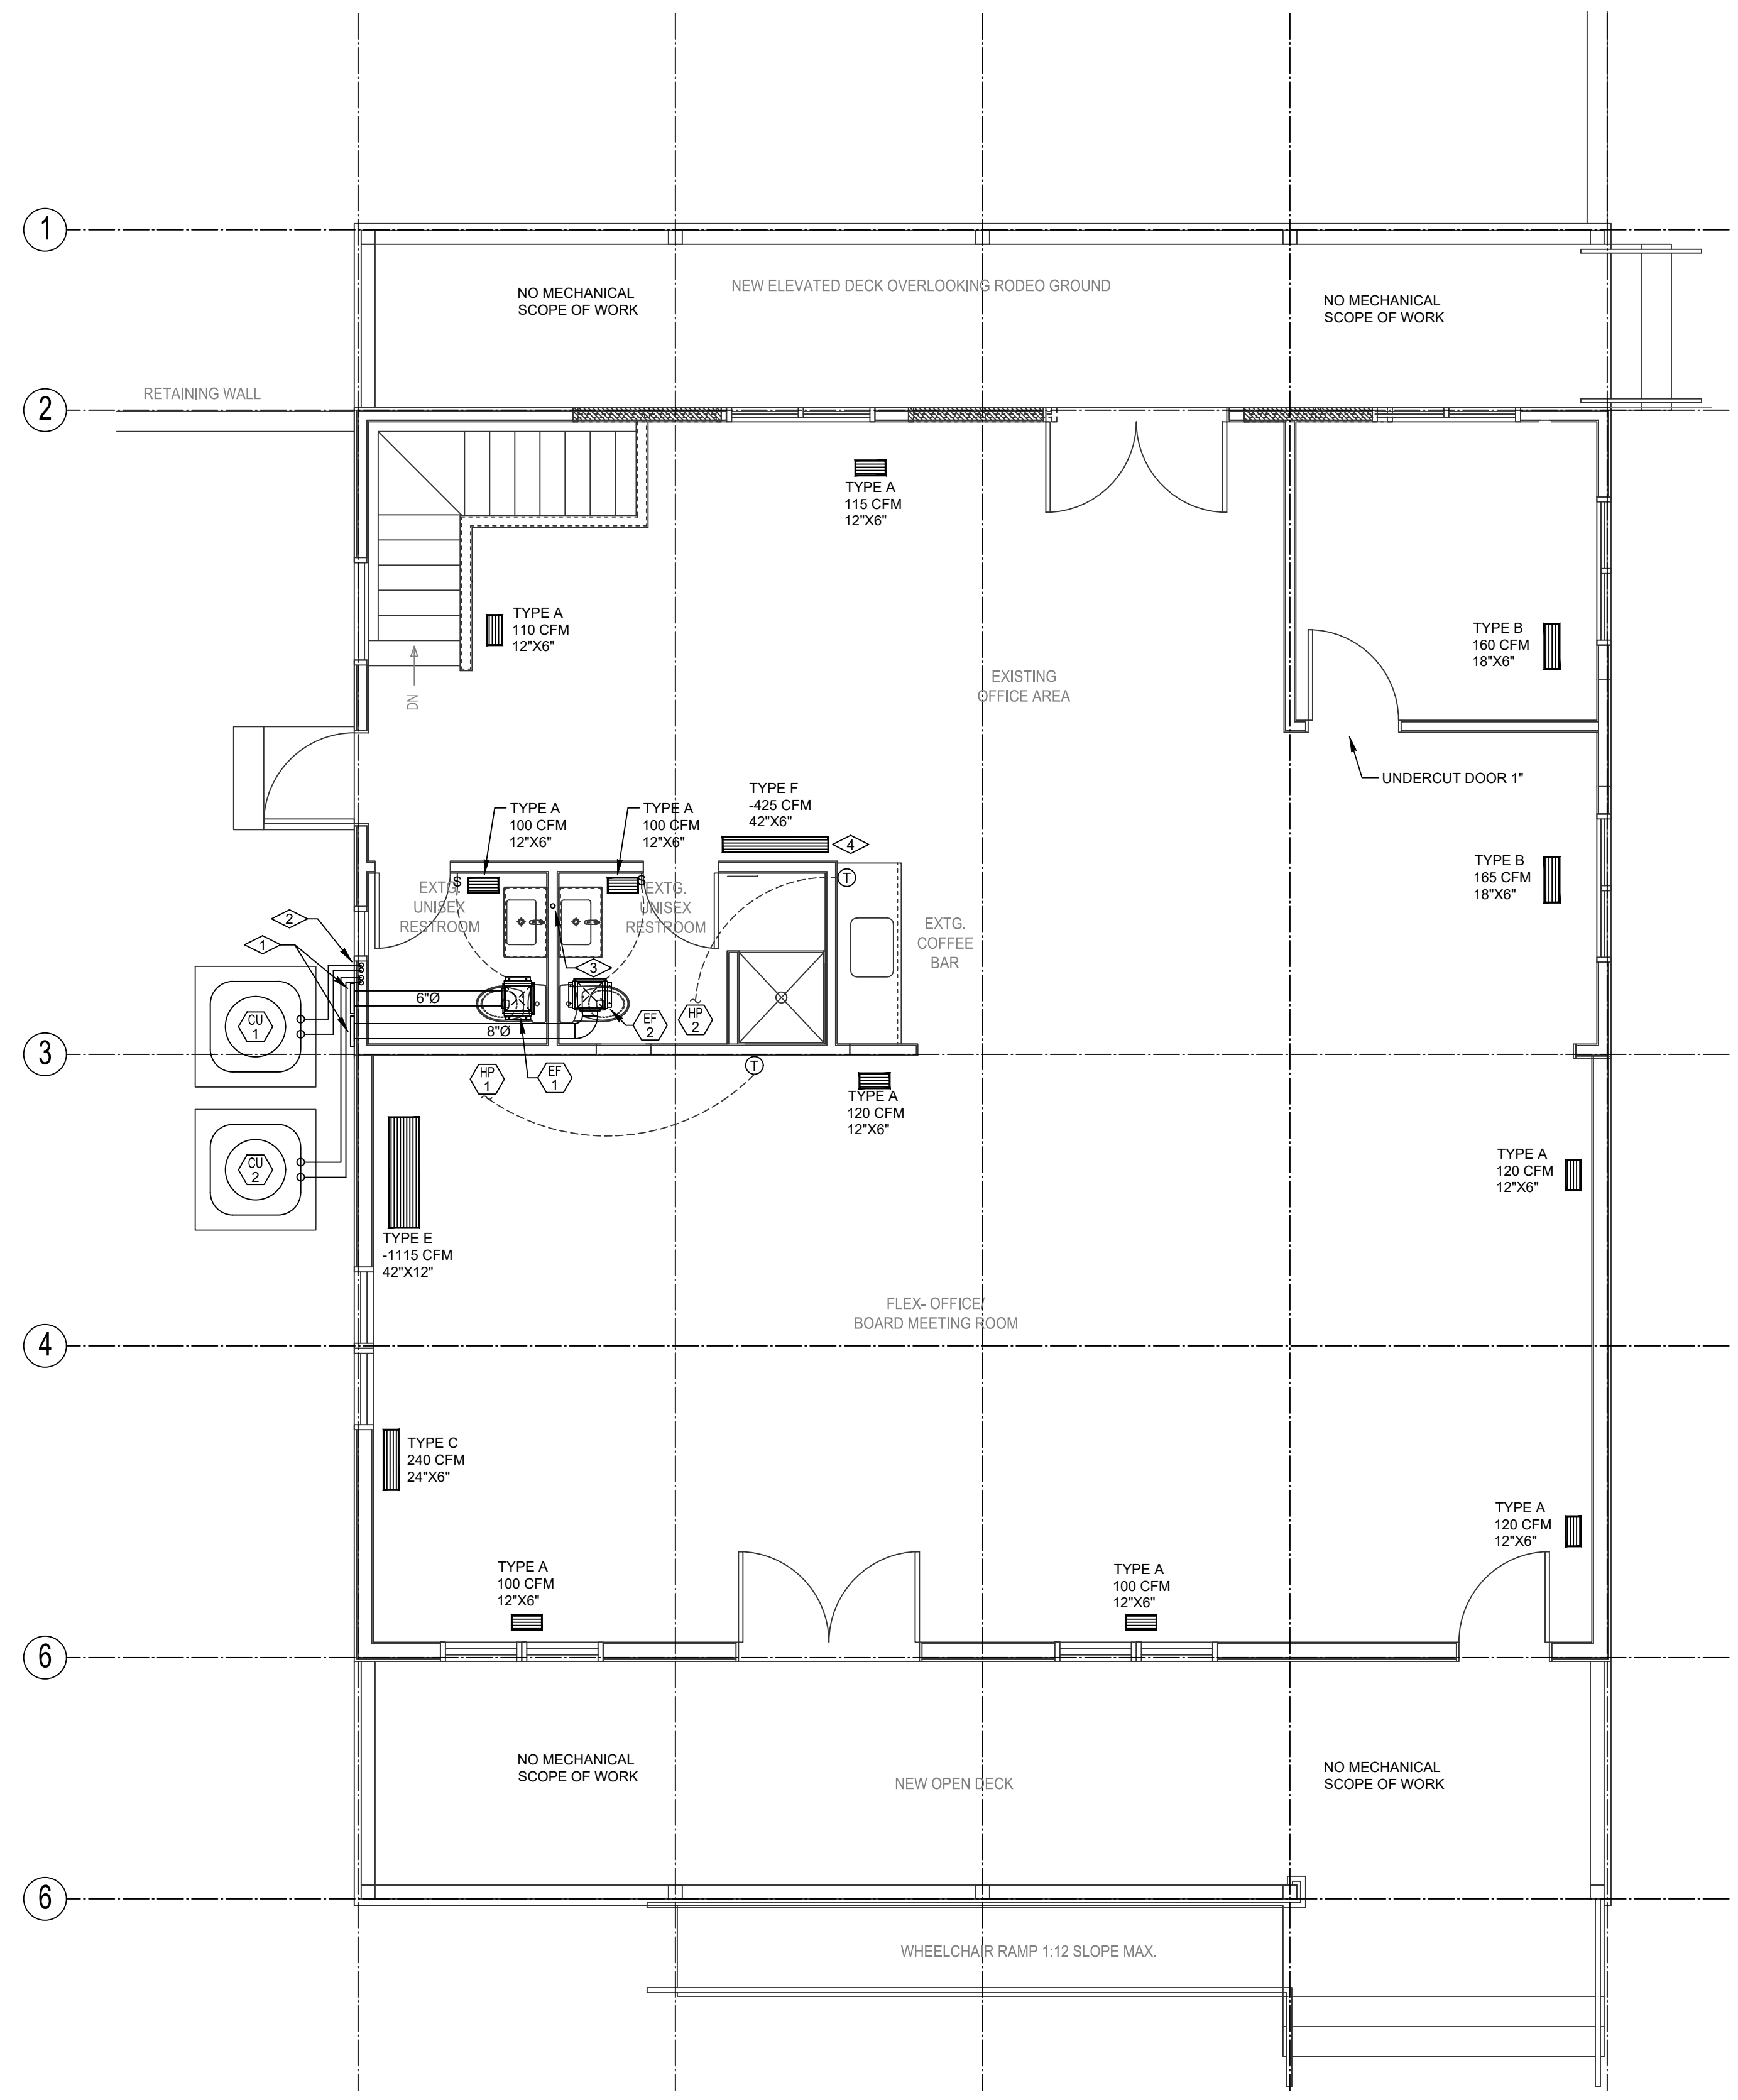 1
NEW ELEVATED DECK OVERLOOKING RODEO GROUND
NO MECHANICAL
SCOPE OF WORK
NO MECHANICAL
SCOPE OF WORK
RETAINING WALL
2
TYPE A
115 CFM
12"X6"
TYPE A
110 CFM
12"X6"
TYPE B
160 CFM
18"X6"
EXISTING
OFFICE AREA
DN
UNDERCUT DOOR 1"
TYPE A
100 CFM
12"X6"
TYPE A
100 CFM
12"X6"
TYPE F
-425 CFM
42"X6"
4
TYPE B
165 CFM
18"X6"
T
$
$
EXTG.
UNISEX
RESTROOM
EXTG.
UNISEX
RESTROOM
EXTG.
COFFEE
BAR
2
1
3
6"Ø
8"Ø
CU
1
EF
2
HP
2
3
HP
1
EF
1
T
TYPE A
120 CFM
12"X6"
CU
2
TYPE A
120 CFM
12"X6"
TYPE E
-1115 CFM
42"X12"
FLEX- OFFICE/
BOARD MEETING ROOM
4
TYPE C
240 CFM
24"X6"
TYPE A
120 CFM
12"X6"
TYPE A
100 CFM
12"X6"
TYPE A
100 CFM
12"X6"
6
NO MECHANICAL
SCOPE OF WORK
NEW OPEN DECK
NO MECHANICAL
SCOPE OF WORK
6
WHEELCHAIR RAMP 1:12 SLOPE MAX.